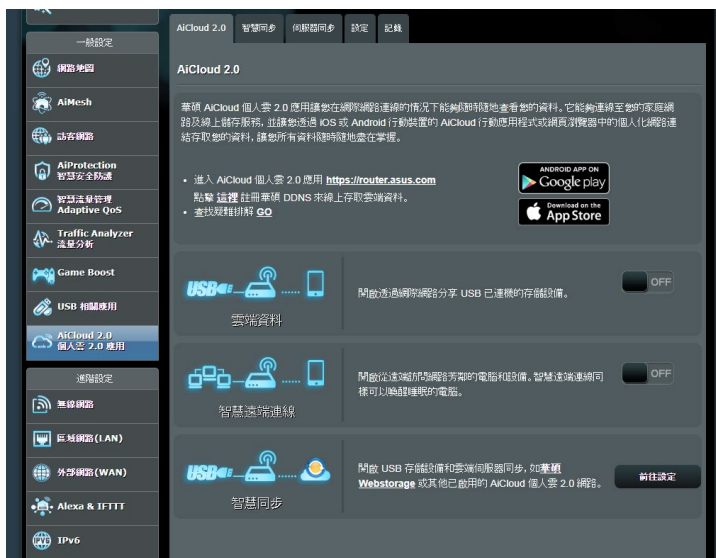 一般設定
網路地圖
AiMesh
訪客網路
AiProtection
智慧安全防護
智慧流量管理
Adaptive QoS
Traffic Analyzer
流量分析
Game Boost
USB 相關應用
AiCloud 2.0
個人雲 2.0 應用
進階設定
無線網路
區域網路(LAN)
外部網路(WAN)
Alexa & IFTTT
IPv6
AiCloud 2.0 智慧同步 伺服器同步 設定 記錄
AiCloud 2.0
華碩 AiCloud 個人雲 2.0 應用讓您在網際網路連線的情況下能夠隨時隨地查看您的資料。它能夠連線至您的家庭網
路及線上儲存服務, 並讓您透過 iOS 或 Android 行動裝置的 AiCloud 行動應用程式或網頁瀏覽器中的個人化網路連
結存取您的資料, 讓您所有資料隨時隨地盡在掌握。
• 進入 AiCloud 個人雲 2.0 應用 https://router.asus.com
點擊 這裡 註冊華碩 DDNS 來線上存取雲端資料。
• 查找疑難排解 GO
ANDROID APP ON
Google play
Download on the
App Store
USB
雲端資料
開啟透過網際網路分享 USB 已連機的存儲設備。
OFF
智慧遠端連線
開啟從遠端訪問網路芳鄰的電腦和設備。智慧遠端連線同
樣可以喚醒睡眠的電腦。
OFF
USB
智慧同步
開啟 USB 存儲設備和雲端伺服器同步, 如華碩
Webstorage 或其他已啟用的 AiCloud 個人雲 2.0 網路。
前往設定
IPV6